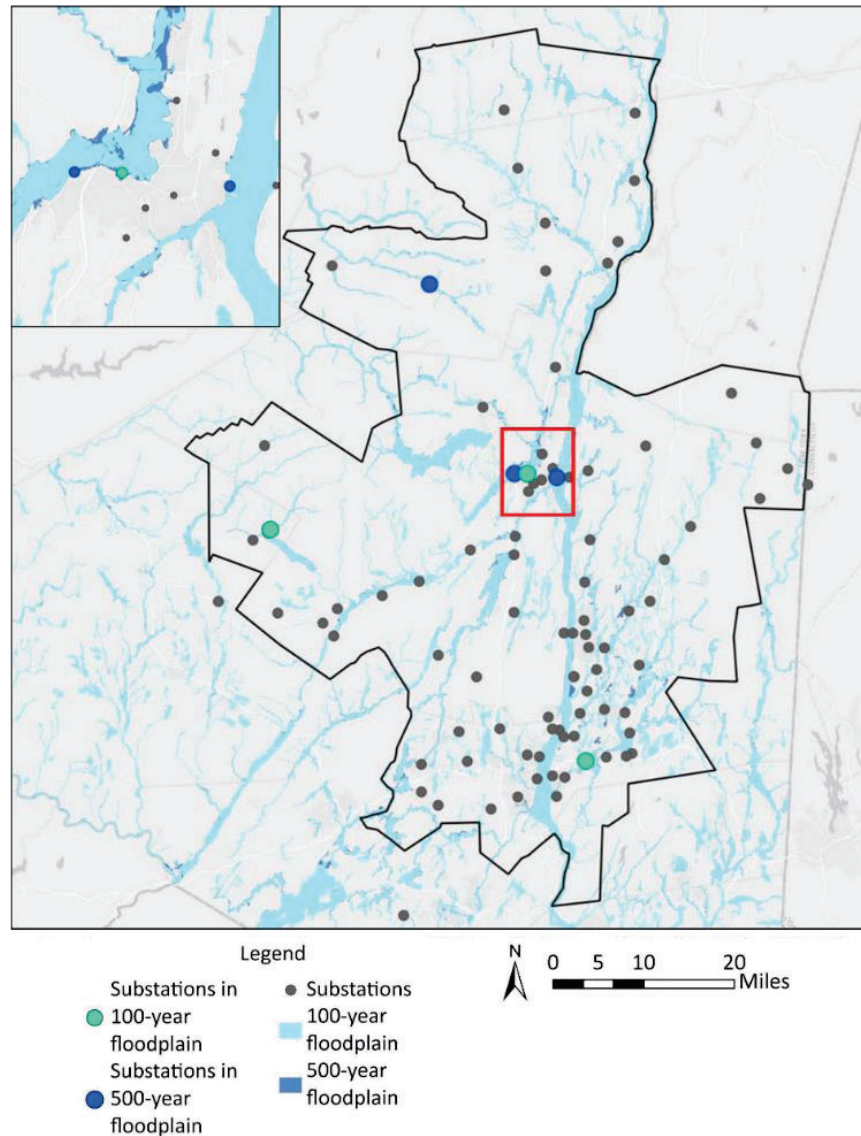 Legend
Substations in
100-year
floodplain
Substations in
500-year
floodplain
Substations
100-year
floodplain
500-year
floodplain
N
0 5 10 20
Miles